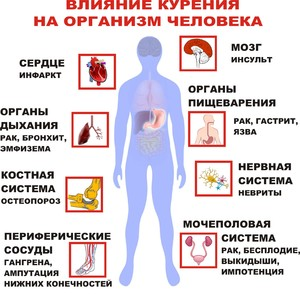 ВЛИЯНИЕ КУРЕНИЯ
НА ОРГАНИЗМ ЧЕЛОВЕКА
СЕРДЦЕ
ИНФАРКТ
МОЗГ
ИНСУЛЬТ
ОРГАНЫ
ДЫХАНИЯ
РАК, БРОНХИТ,
ЭМФИЗЕМА
ОРГАНЫ
ПИЩЕВАРЕНИЯ
РАК, ГАСТРИТ,
ЯЗВА
КОСТНАЯ
СИСТЕМА
ОСТЕОПОРОЗ
НЕРВНАЯ
СИСТЕМА
НЕВРИТЫ
ПЕРИФЕРИЧЕСКИЕ
СОСУДЫ
ГАНГРЕНА,
АМПУТАЦИЯ
НИЖНИХ КОНЕЧНОСТЕЙ
МОЧЕПОЛОВАЯ
СИСТЕМА
РАК, БЕСПЛОДИЕ,
ВЫКИДЫШИ,
ИМПОТЕНЦИЯ